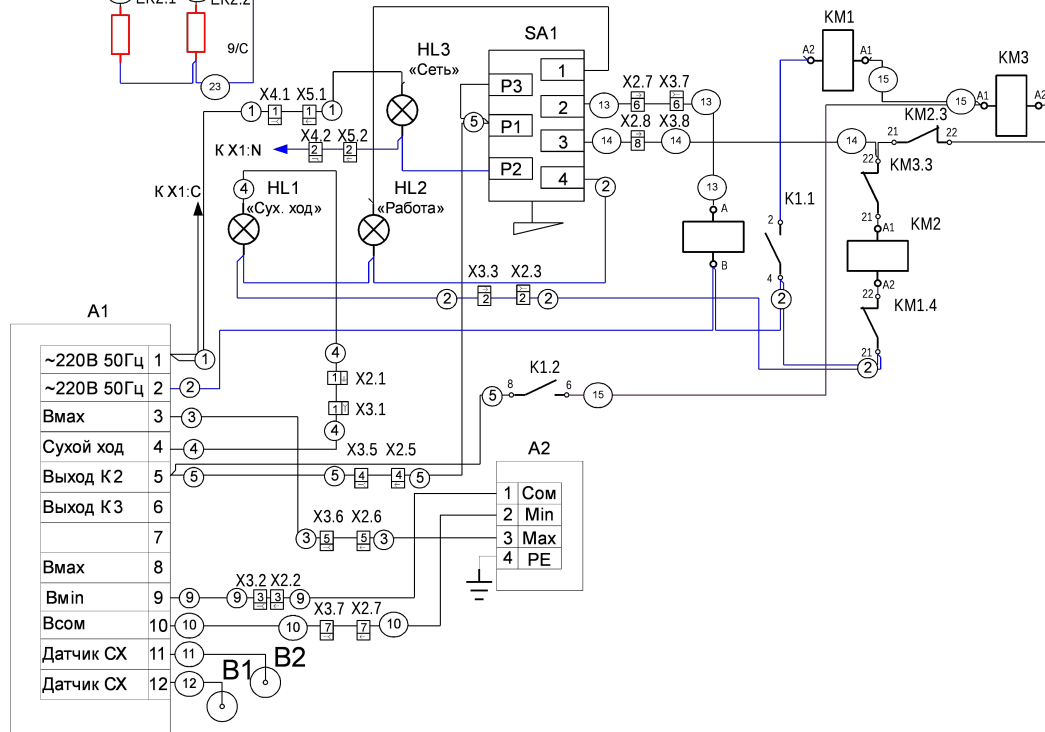 EK2.1 EK2.2
9/С
23
X4.1 X5.1
1 1 1 1
HL3
«Сеть»
SA1
P3
P1
P2
1
2
3
4
5
X4.2 X5.2
К X1:N
2 2
X2.7 X3.7
13 6 6 13
X2.8 X3.8
14 8 14 14
KM1
A2 A1
15
15
KM3
A1 A2
KM2.3
21 22
22
KM3.3
21
A1
KM2
A2
22
KM1.4
21
2
К X1:C
4
HL1
«Сух. ход»
HL2
«Работа»
2
13
A
B
K1.1
2
4
2
X3.3 X2.3
2 2 2 2
A1
~220В 50Гц 1 1
~220В 50Гц 2 2
Вмах 3 3
Сухой ход 4 4
Выход К2 5 5
Выход К3 6
7
Вмах 8
Bмin 9 9
Всом 10 10
Датчик СХ 11 11
Датчик СХ 12 12
4
1 X2.1
1 X3.1
4
K1.2
5 8 6 15
X3.5 X2.5
5 4 4 5
A2
1 Сом
2 Min
3 Max
4 PE
X3.6 X2.6
3 5 5 3
X3.2 X2.2
9 3 3 9
X3.7 X2.7
10 7 7 10
B1 B2